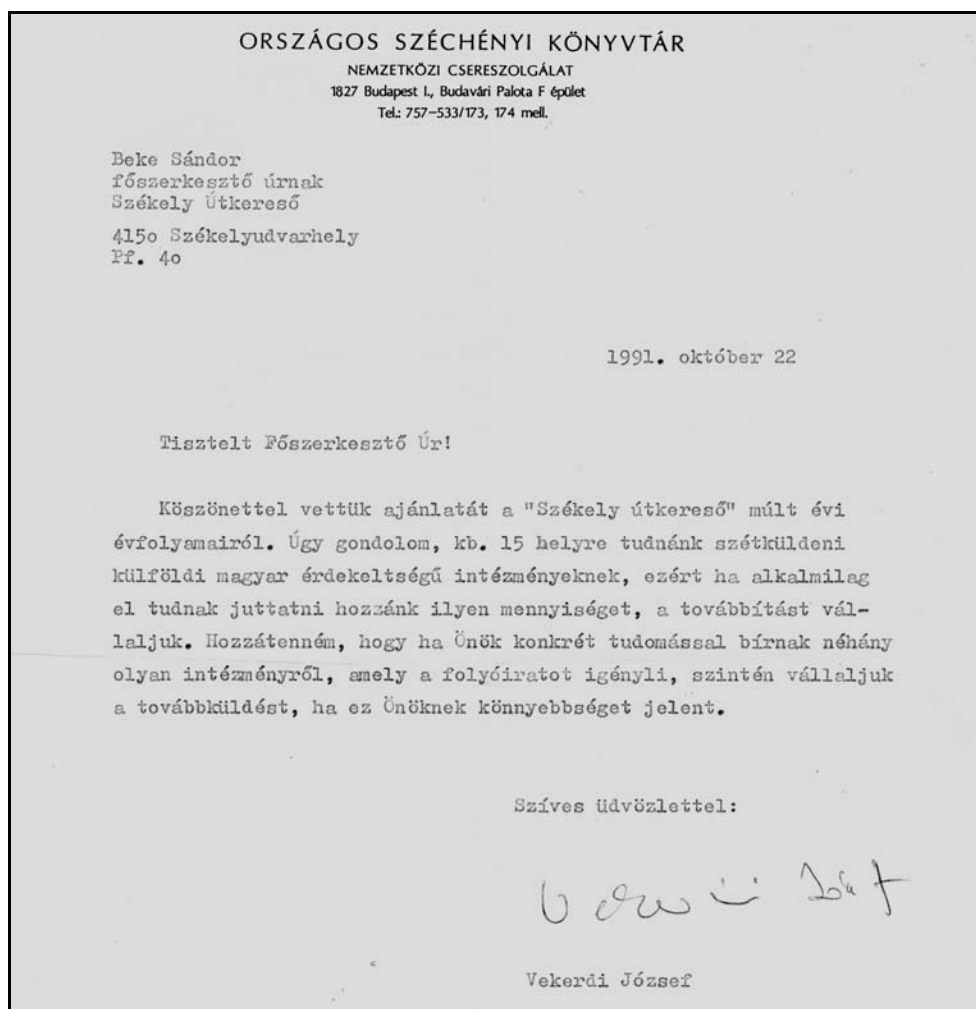 ORSZÁGOS SZÉCHÉNYI KÖNYVTÁR
NEMZETKÖZI CSERESZOLGÁLAT
1827 Budapest I., Budavári Palota F épület
Tel.: 757-533/173, 174 mell.
Beke Sándor
főszerkesztő úrnak
Székely Útkereső
415o Székelyudvarhely
Pf. 4o
1991. október 22
Tisztelt Főszerkesztő Úr!
Köszönettel vettük ajánlatát a "Székely útkereső" múlt évi
évfolyamairól. Úgy gondolom, kb. 15 helyre tudnánk szétküldeni
külföldi magyar érdekeltségű intézményeknek, ezért ha alkalmilag
el tudnak juttatni hozzánk ilyen mennyiséget, a továbbítást vál-
laljuk. Hozzátenném, hogy ha Önök konkrét tudomással bírnak néhány
olyan intézményről, amely a folyóiratot igényli, szintén vállaljuk
a továbbküldést, ha ez Önöknek könnyebbséget jelent.
Szíves üdvözlettel:
Vekerdi József